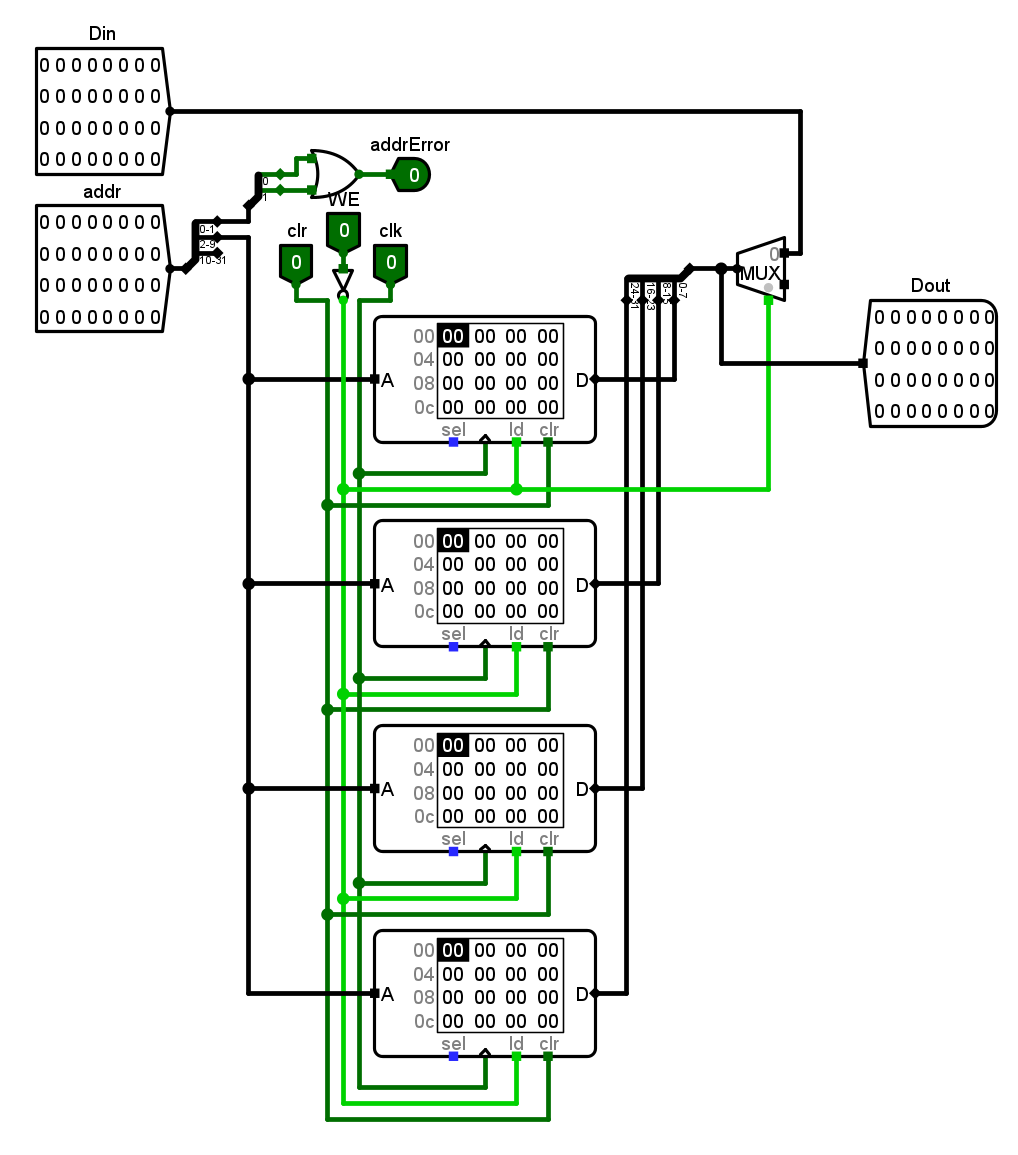 Din
0 0 0 0 0 0 0 0
0 0 0 0 0 0 0 0
0 0 0 0 0 0 0 0
0 0 0 0 0 0 0 0
addr
0 0 0 0 0 0 0 0
0 0 0 0 0 0 0 0
0 0 0 0 0 0 0 0
0 0 0 0 0 0 0 0
0-1
2-9
10-31
0
1
addrError
0
WE
0
clr
0
clk
0
00 00 00 00 00
04 00 00 00 00
08 00 00 00 00
0c 00 00 00 00
A
D
sel ld clr
00 00 00 00 00
04 00 00 00 00
08 00 00 00 00
0c 00 00 00 00
A
D
sel ld clr
00 00 00 00 00
04 00 00 00 00
08 00 00 00 00
0c 00 00 00 00
A
D
sel ld clr
00 00 00 00 00
04 00 00 00 00
08 00 00 00 00
0c 00 00 00 00
A
D
sel ld clr
24-31
16-23
8-15
0-7
0
MUX
Dout
0 0 0 0 0 0 0 0
0 0 0 0 0 0 0 0
0 0 0 0 0 0 0 0
0 0 0 0 0 0 0 0